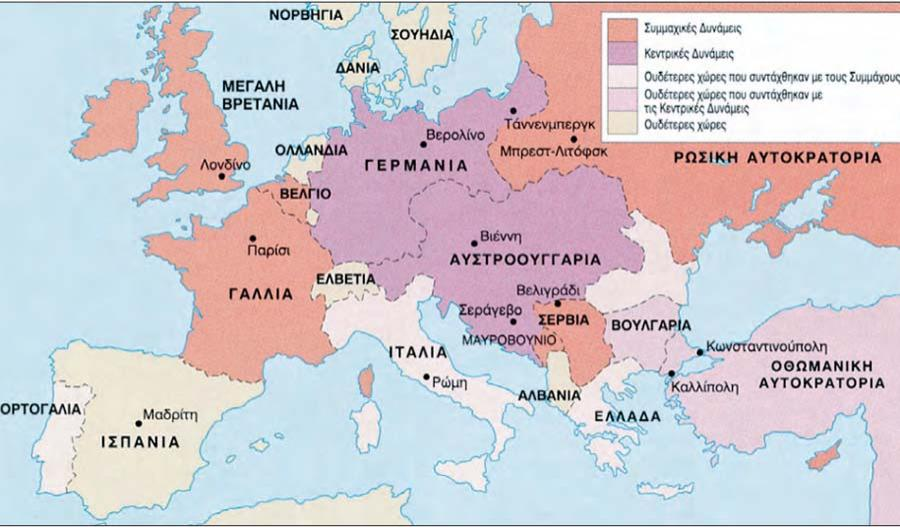 ΝΟΡΒΗΓΙΑ
ΣΟΥΗΔΙΑ
ΔΑΝΙΑ
Συμμαχικές Δυνάμεις
Κεντρικές Δυνάμεις
Ουδέτερες χώρες που συντάχθηκαν με τους Συμμάχους
Ουδέτερες χώρες που συντάχθηκαν με
τις Κεντρικές Δυνάμεις
Ουδέτερες χώρες
ΜΕΓΑΛΗ
ΒΡΕΤΑΝΙΑ
Λονδίνο
ΟΛΛΑΝΔΙΑ
ΒΕΛΓΙΟ
Βερολίνο
ΓΕΡΜΑΝΙΑ
Τάννενμπεργκ
Μπρεστ-Λιτόφσκ
ΡΩΣΙΚΗ ΑΥΤΟΚΡΑΤΟΡΙΑ
Παρίσι
ΓΑΛΛΙΑ
ΕΛΒΕΤΙΑ
Βιέννη
ΑΥΣΤΡΟΟΥΓΓΑΡΙΑ
Βελιγράδι
Σεράγεβο
ΣΕΡΒΙΑ
ΜΑΥΡΟΒΟΥΝΙΟ
ΒΟΥΛΓΑΡΙΑ
Κωνσταντινούπολη
ΟΘΩΜΑΝΙΚΗ
ΑΥΤΟΚΡΑΤΟΡΙΑ
Καλλίπολη
ΙΤΑΛΙΑ
Ρώμη
ΑΛΒΑΝΙΑ
ΕΛΛΑΔΑ
ΟΡΤΟΓΑΛΙΑ
Μαδρίτη
ΙΣΠΑΝΙΑ